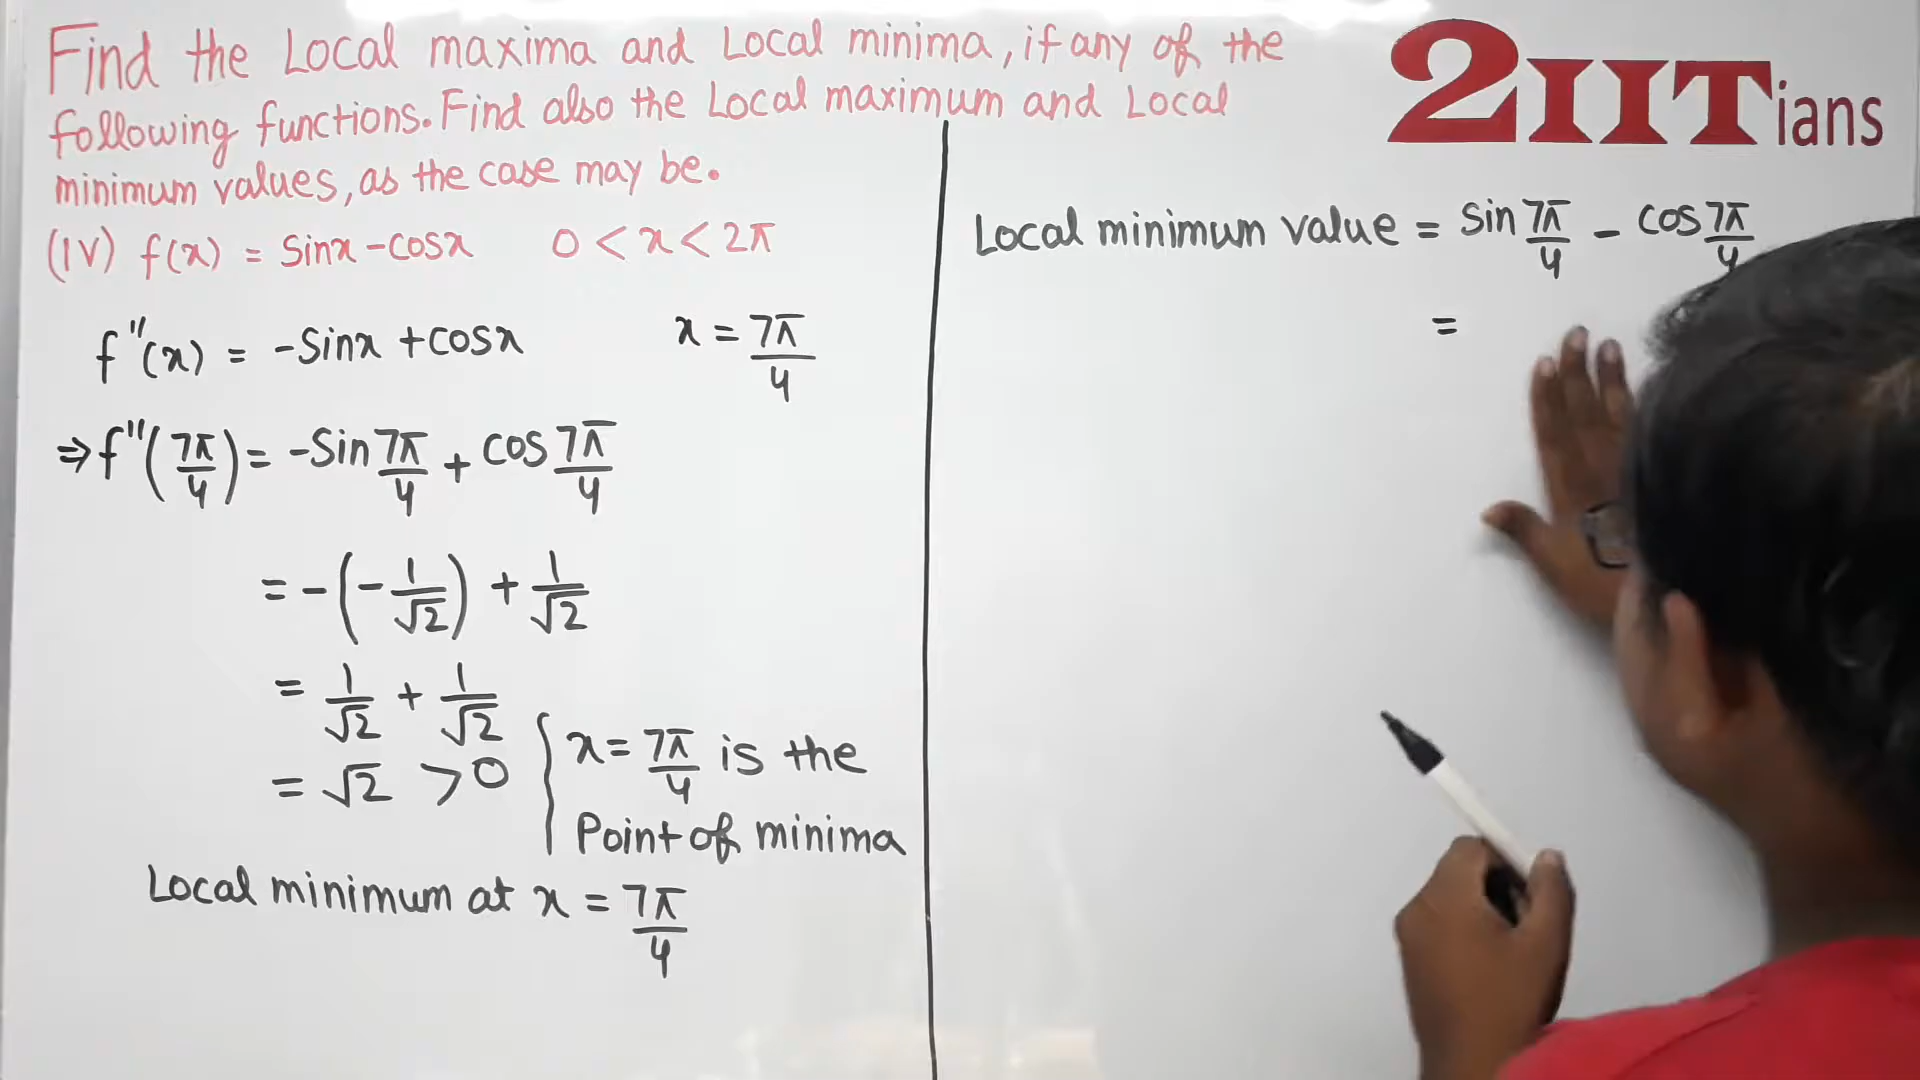 Find the Local maxima and Local minima, if any of the
following functions. Find also the Local maximum and Local
minimum values, as the case may be.
(IV) f(x) = Sinx - cosx 0 < x < 2π
f''(x) = -Sinx + cosx x = 7π/4
⇒ f''(7π/4) = -Sin 7π/4 + cos 7π/4
= -(-1/√2) + 1/√2
= 1/√2 + 1/√2
= √2 > 0
x = 7π/4 is the
Point of minima
Local minimum at x = 7π/4
2IITians
Local minimum value = Sin 7π/4 - cos 7π/4
=